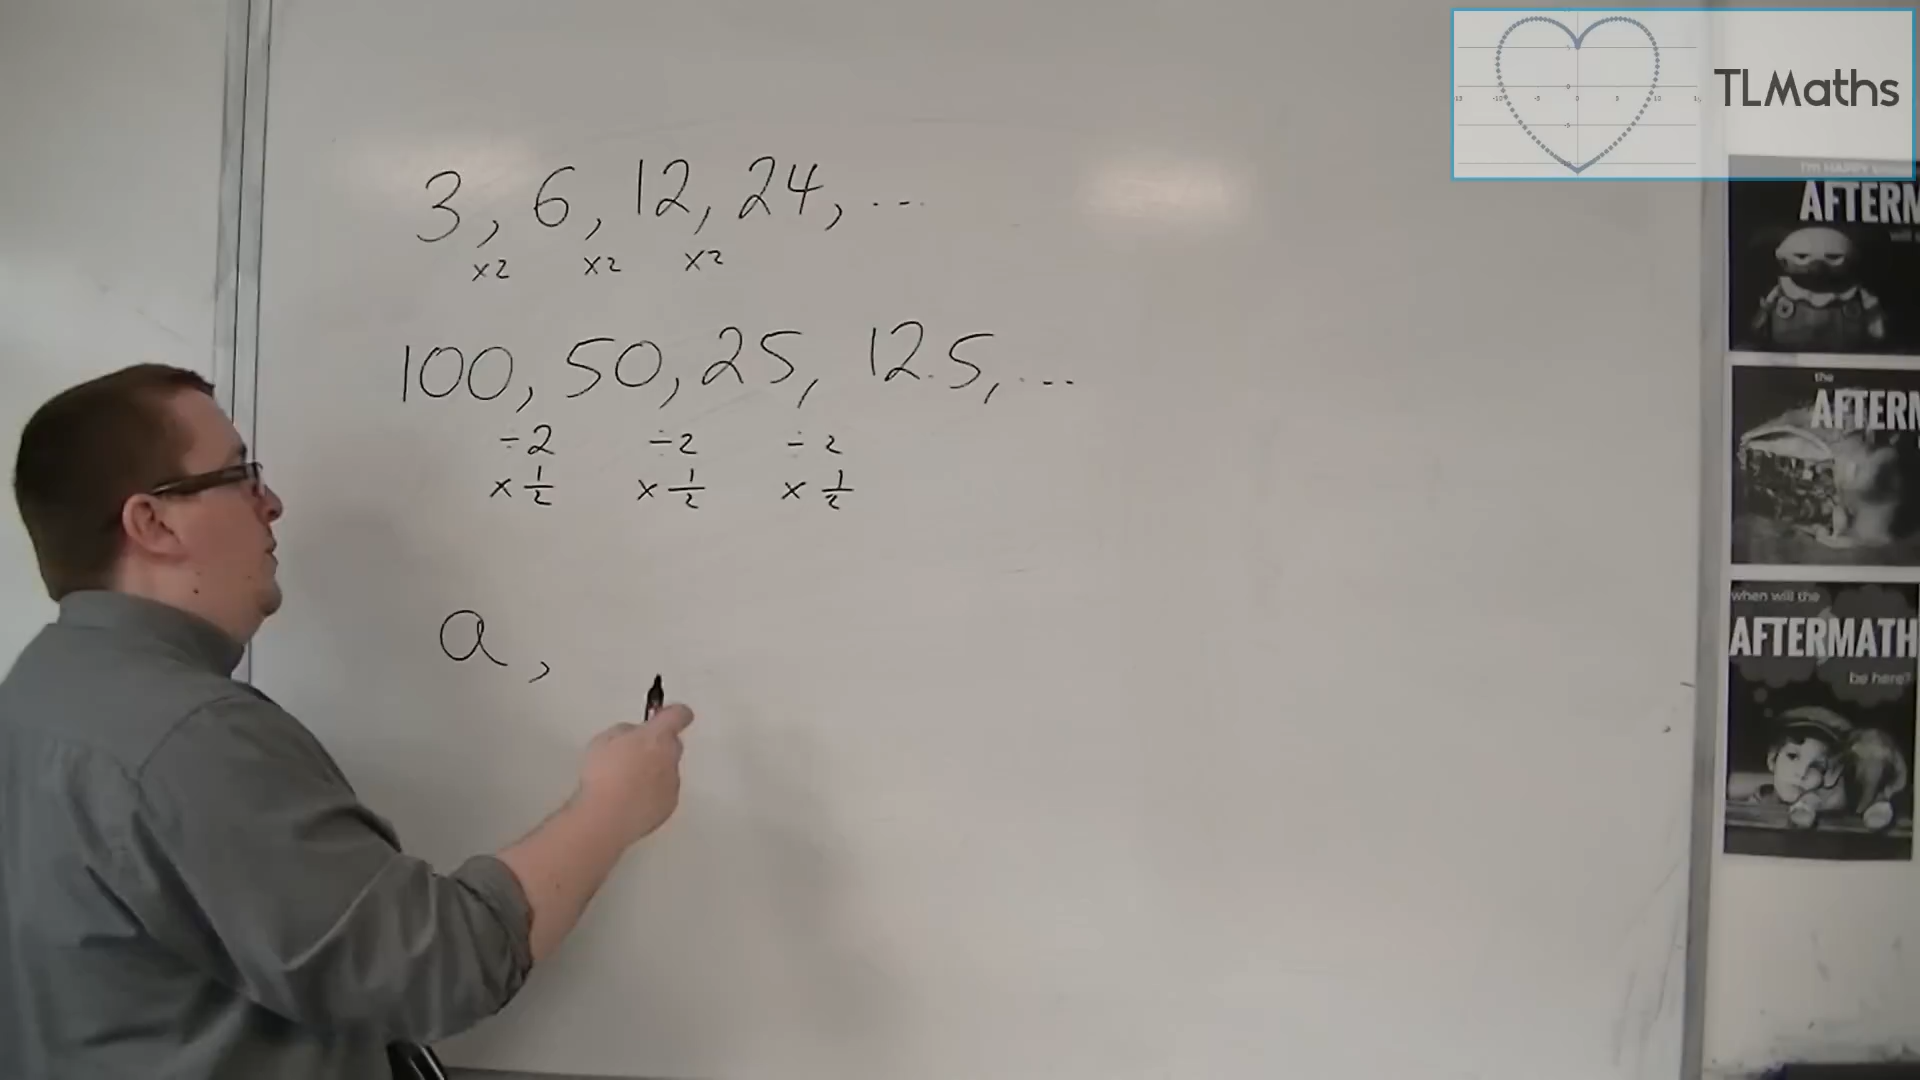 3, 6, 12, 24, ...
×2 ×2 ×2
100, 50, 25, 12.5, ...
÷2 ÷2 ÷2
×1/2 ×1/2 ×1/2
a,
TLMaths
AFTERM
the
AFTERM
when will the
AFTERMATH
be here?